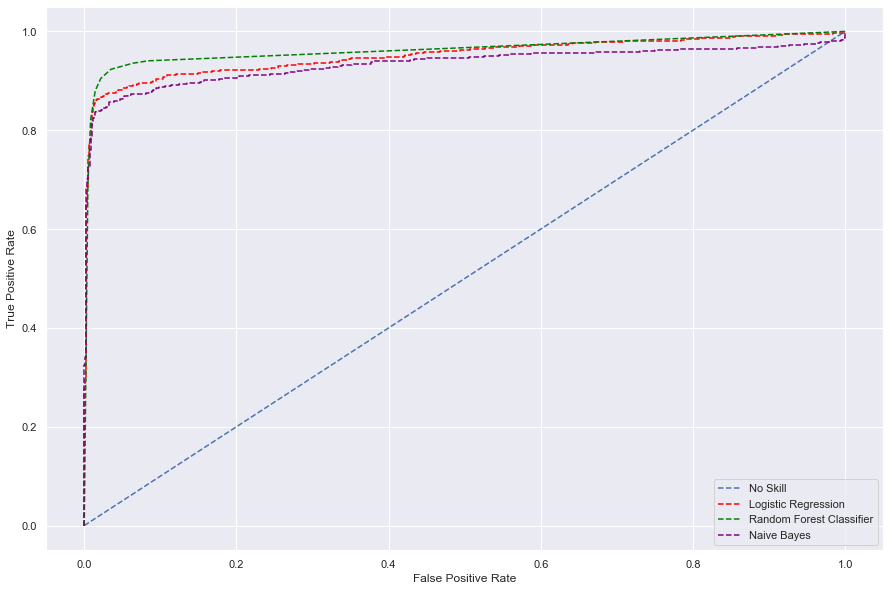 1.0
0.8
0.6
0.4
0.2
0.0
True Positive Rate
0.0 0.2 0.4 0.6 0.8 1.0
False Positive Rate
No Skill
Logistic Regression
Random Forest Classifier
Naive Bayes